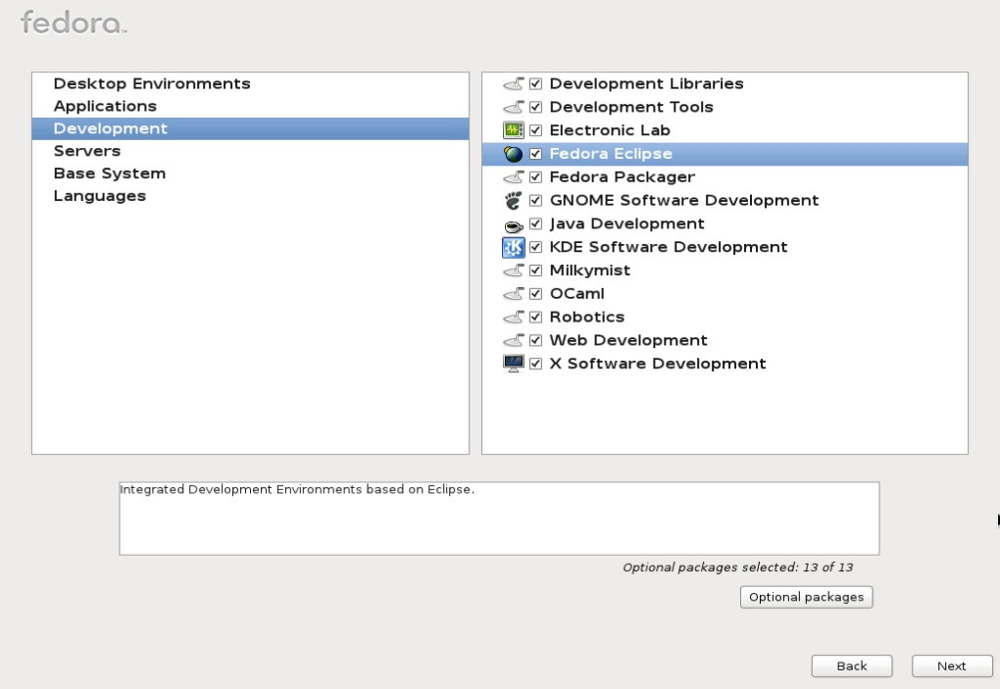 fedora™
Desktop Environments
Applications
Development
Servers
Base System
Languages
Development Libraries
Development Tools
Electronic Lab
Fedora Eclipse
Fedora Packager
GNOME Software Development
Java Development
KDE Software Development
Milkymist
OCaml
Robotics
Web Development
X Software Development
Integrated Development Environments based on Eclipse.
Optional packages selected: 13 of 13
Optional packages
Back
Next